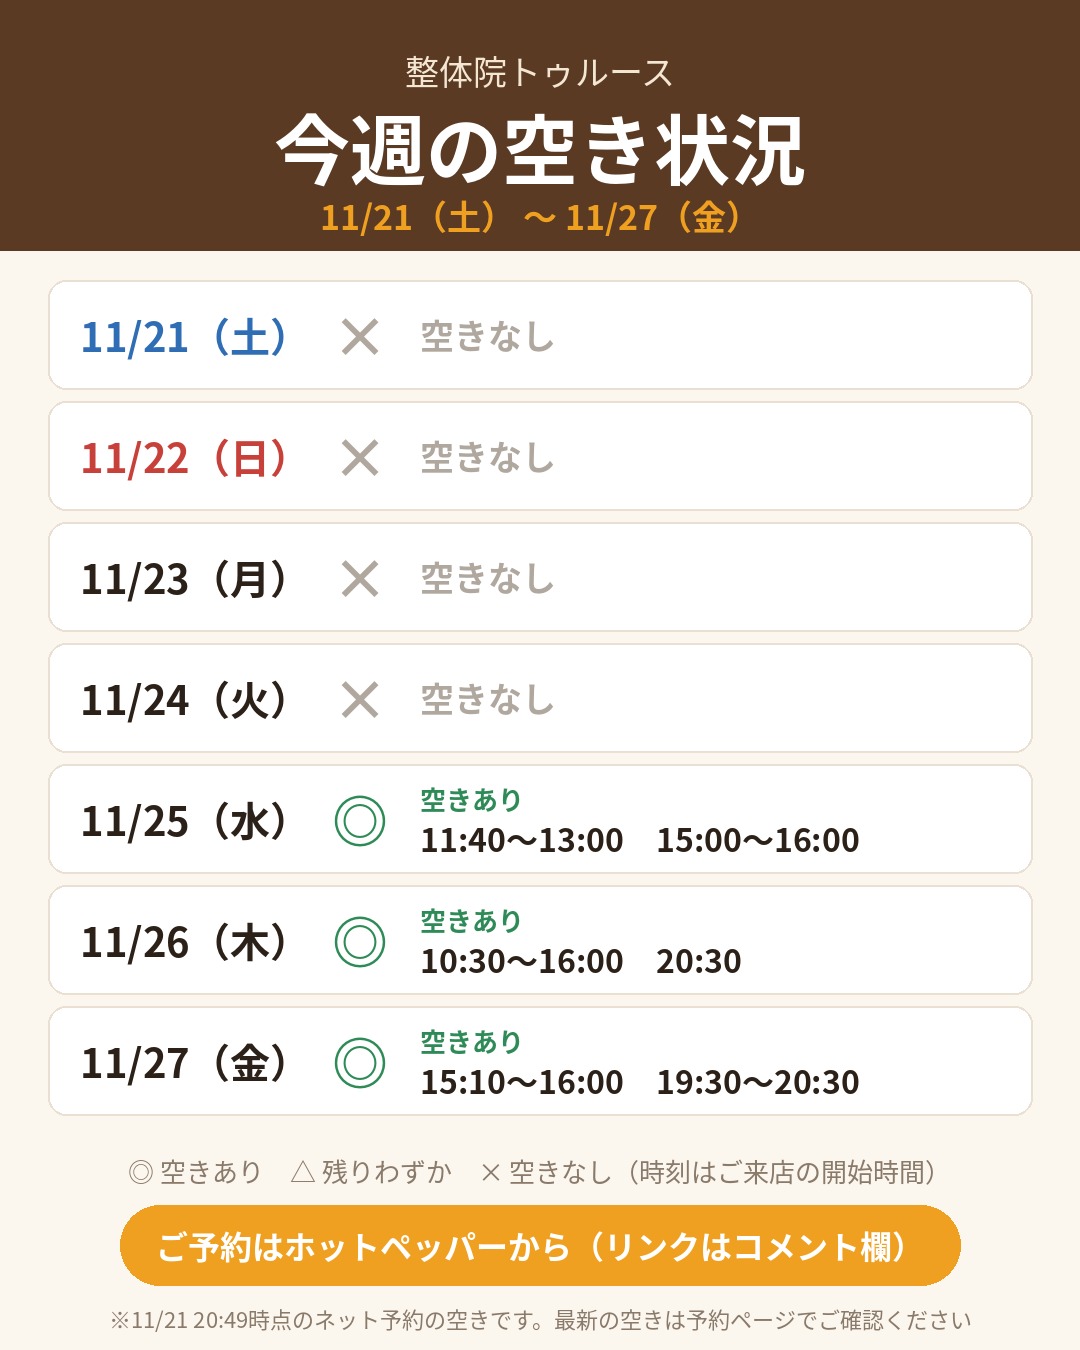 整体院トゥルース
今週の空き状況
11/21（土）～11/27（金）
11/21（土） × 空きなし
11/22（日） × 空きなし
11/23（月） × 空きなし
11/24（火） × 空きなし
11/25（水） ◎ 空きあり
11:40～13:00　15:00～16:00
11/26（木） ◎ 空きあり
10:30～16:00　20:30
11/27（金） ◎ 空きあり
15:10～16:00　19:30～20:30
◎ 空きあり　△ 残りわずか　× 空きなし（時刻はご来店の開始時間）
ご予約はホットペッパーから（リンクはコメント欄）
※11/21 20:49時点のネット予約の空きです。最新の空きは予約ページでご確認ください